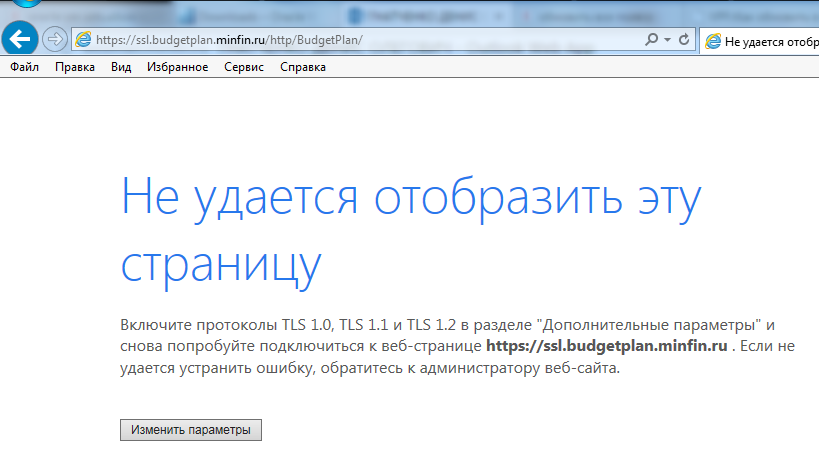 https://ssl.budgetplan.minfin.ru/http/BudgetPlan/
Не удается отобр
Файл Правка Вид Избранное Сервис Справка
Не удается отобразить эту
страницу
Включите протоколы TLS 1.0, TLS 1.1 и TLS 1.2 в разделе "Дополнительные параметры" и
снова попробуйте подключиться к веб-странице https://ssl.budgetplan.minfin.ru . Если не
удается устранить ошибку, обратитесь к администратору веб-сайта.
Изменить параметры